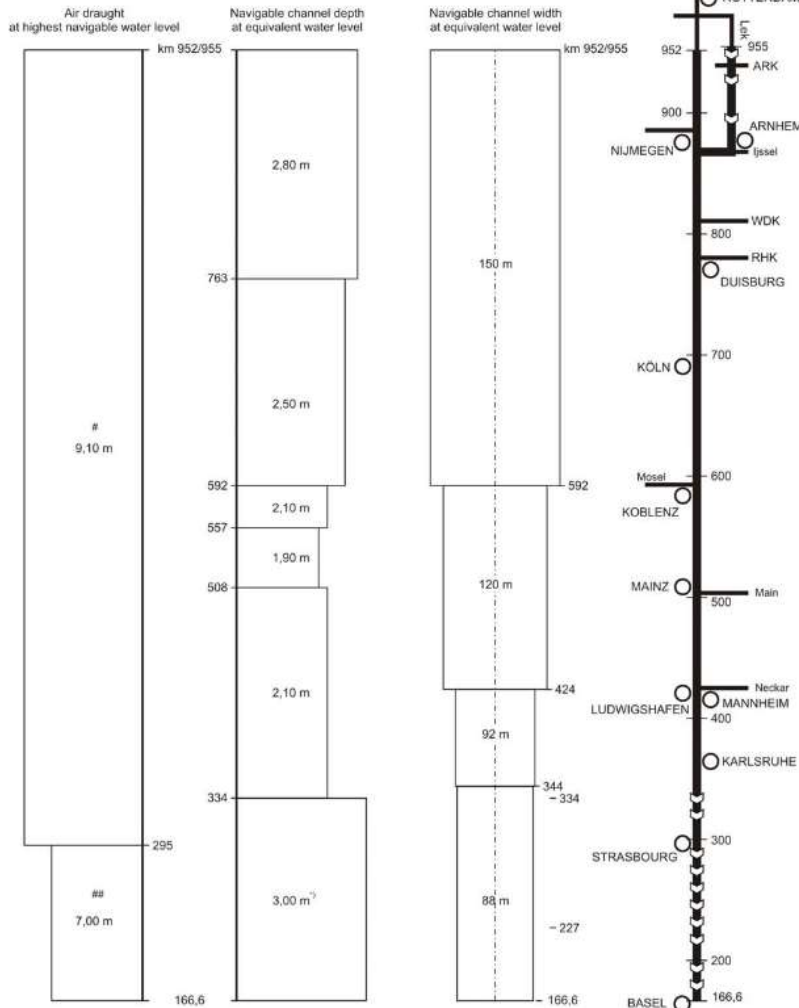 Air draught
at highest navigable water level
Navigable channel depth
at equivalent water level
Navigable channel width
at equivalent water level
km 952/955
km 952/955
2,80 m
763
2,50 m
592
2,10 m
557
1,90 m
508
2,10 m
334
3,00 m
#
9,10 m
295
##
7,00 m
166,6
150 m
592
120 m
424
92 m
344
334
88 m
227
166,6
Lek
952
955
ARK
900
ARNHEM
NIJMEGEN
Ijssel
WDK
800
RHK
DUISBURG
700
KÖLN
600
Mosel
KOBLENZ
MAINZ
Main
500
Neckar
LUDWIGSHAFEN
MANNHEIM
400
KARLSRUHE
300
STRASBOURG
200
166,6
BASEL